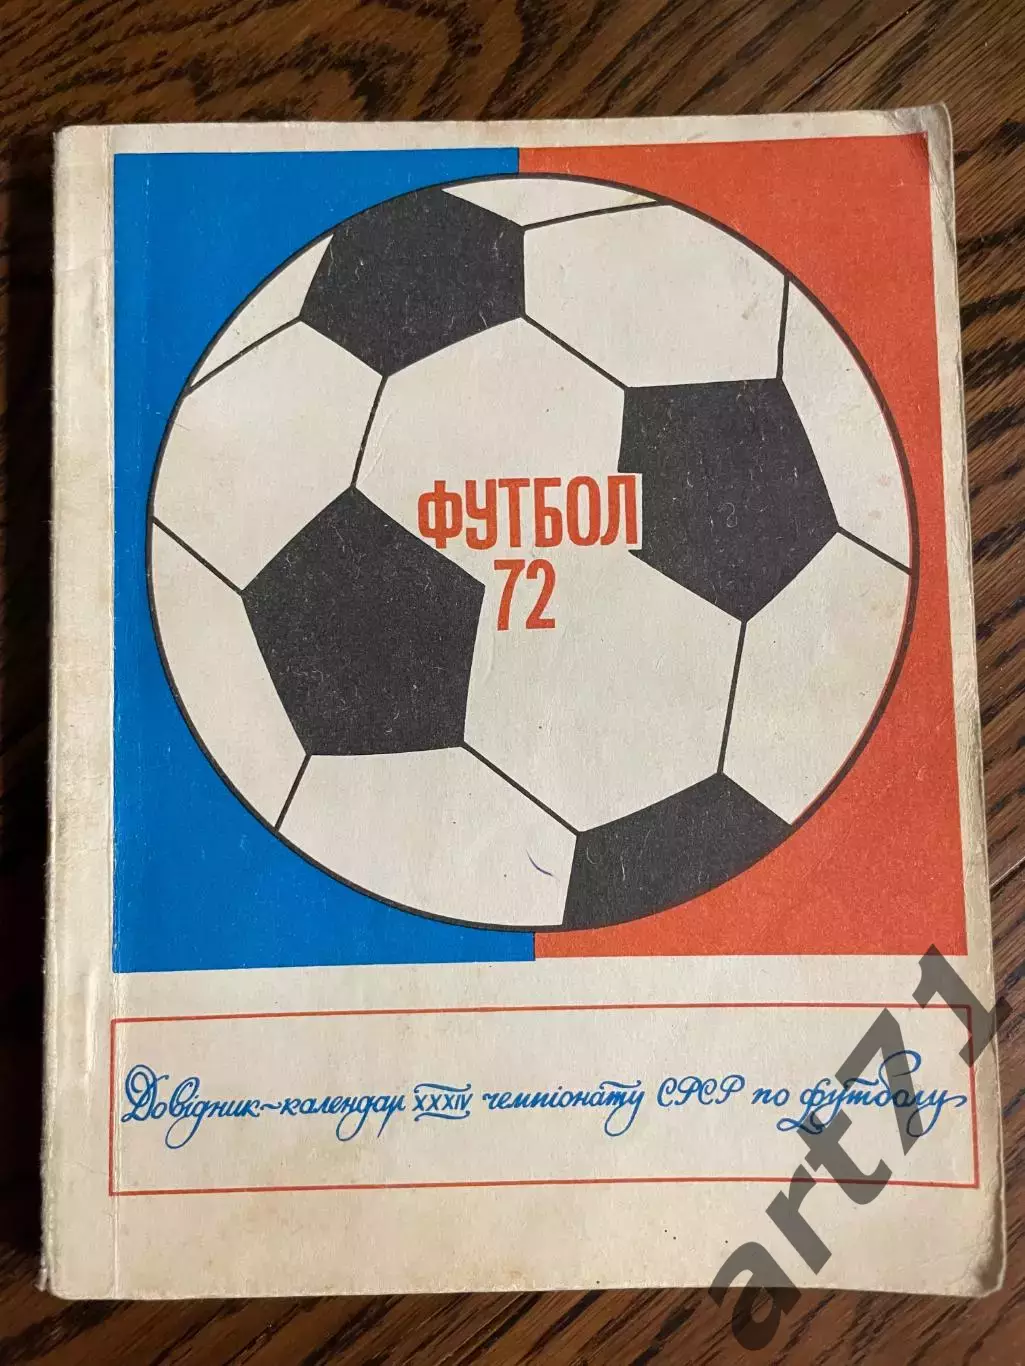 ФУТБОЛ
72
Довідник-календар XXXIV чемпіонату СРСР по футболу
art71